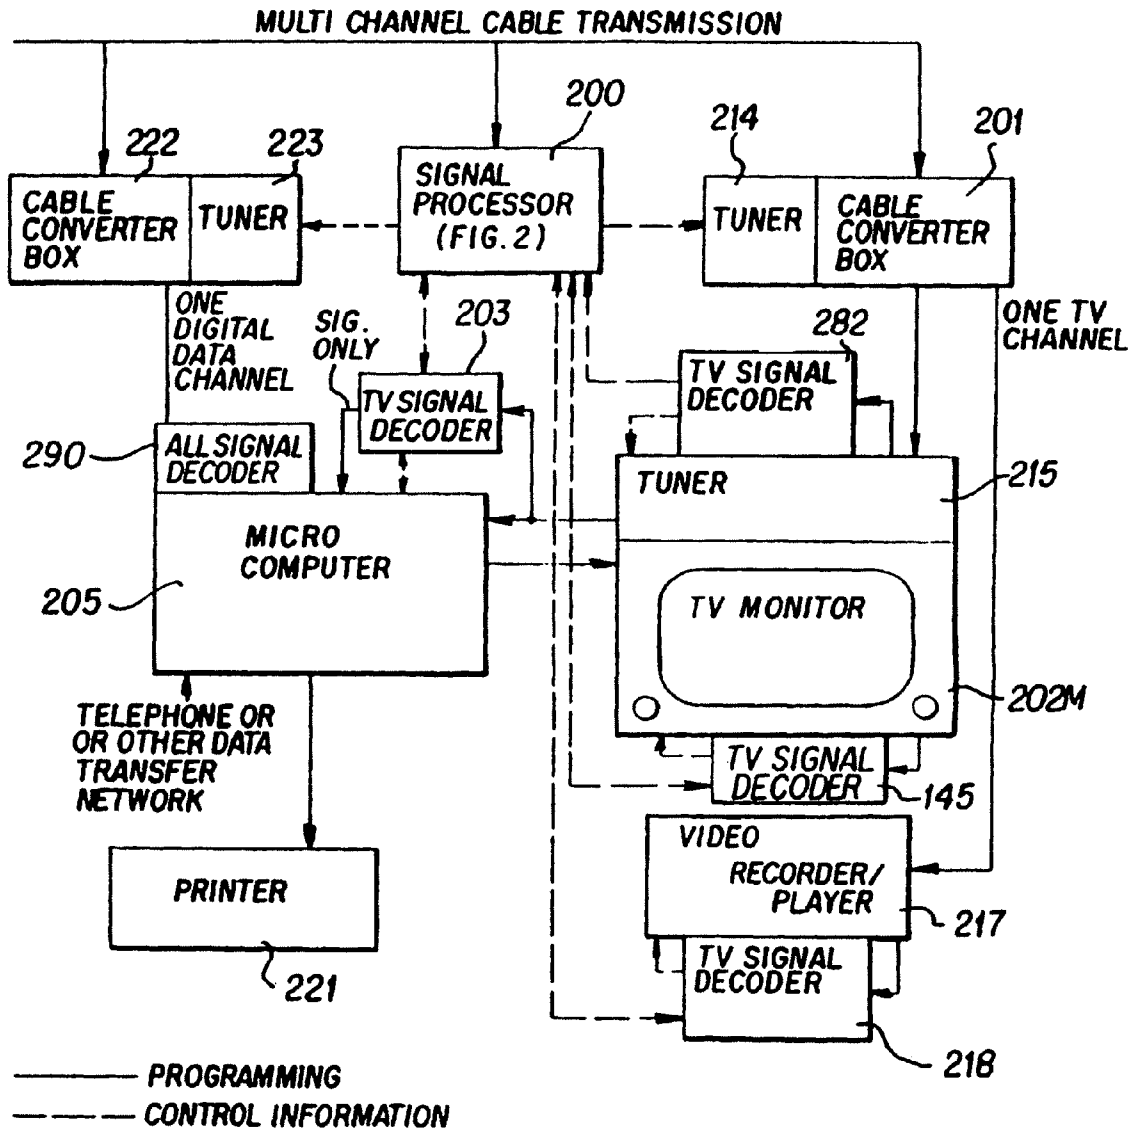 MULTI CHANNEL CABLE TRANSMISSION
200
214
201
222
223
SIGNAL
PROCESSOR
(FIG. 2)
CABLE
CONVERTER
BOX
TUNER
TUNER
CABLE
CONVERTER
BOX
ONE
DIGITAL
DATA
CHANNEL
SIG.
ONLY
203
282
ONE TV
CHANNEL
TV SIGNAL
DECODER
TV SIGNAL
DECODER
290
ALL SIGNAL
DECODER
TUNER
215
MICRO
COMPUTER
205
TV MONITOR
202M
TELEPHONE OR
OR OTHER DATA
TRANSFER
NETWORK
TV SIGNAL
DECODER
145
VIDEO
RECORDER/
PLAYER
217
PRINTER
221
TV SIGNAL
DECODER
218
PROGRAMMING
CONTROL INFORMATION